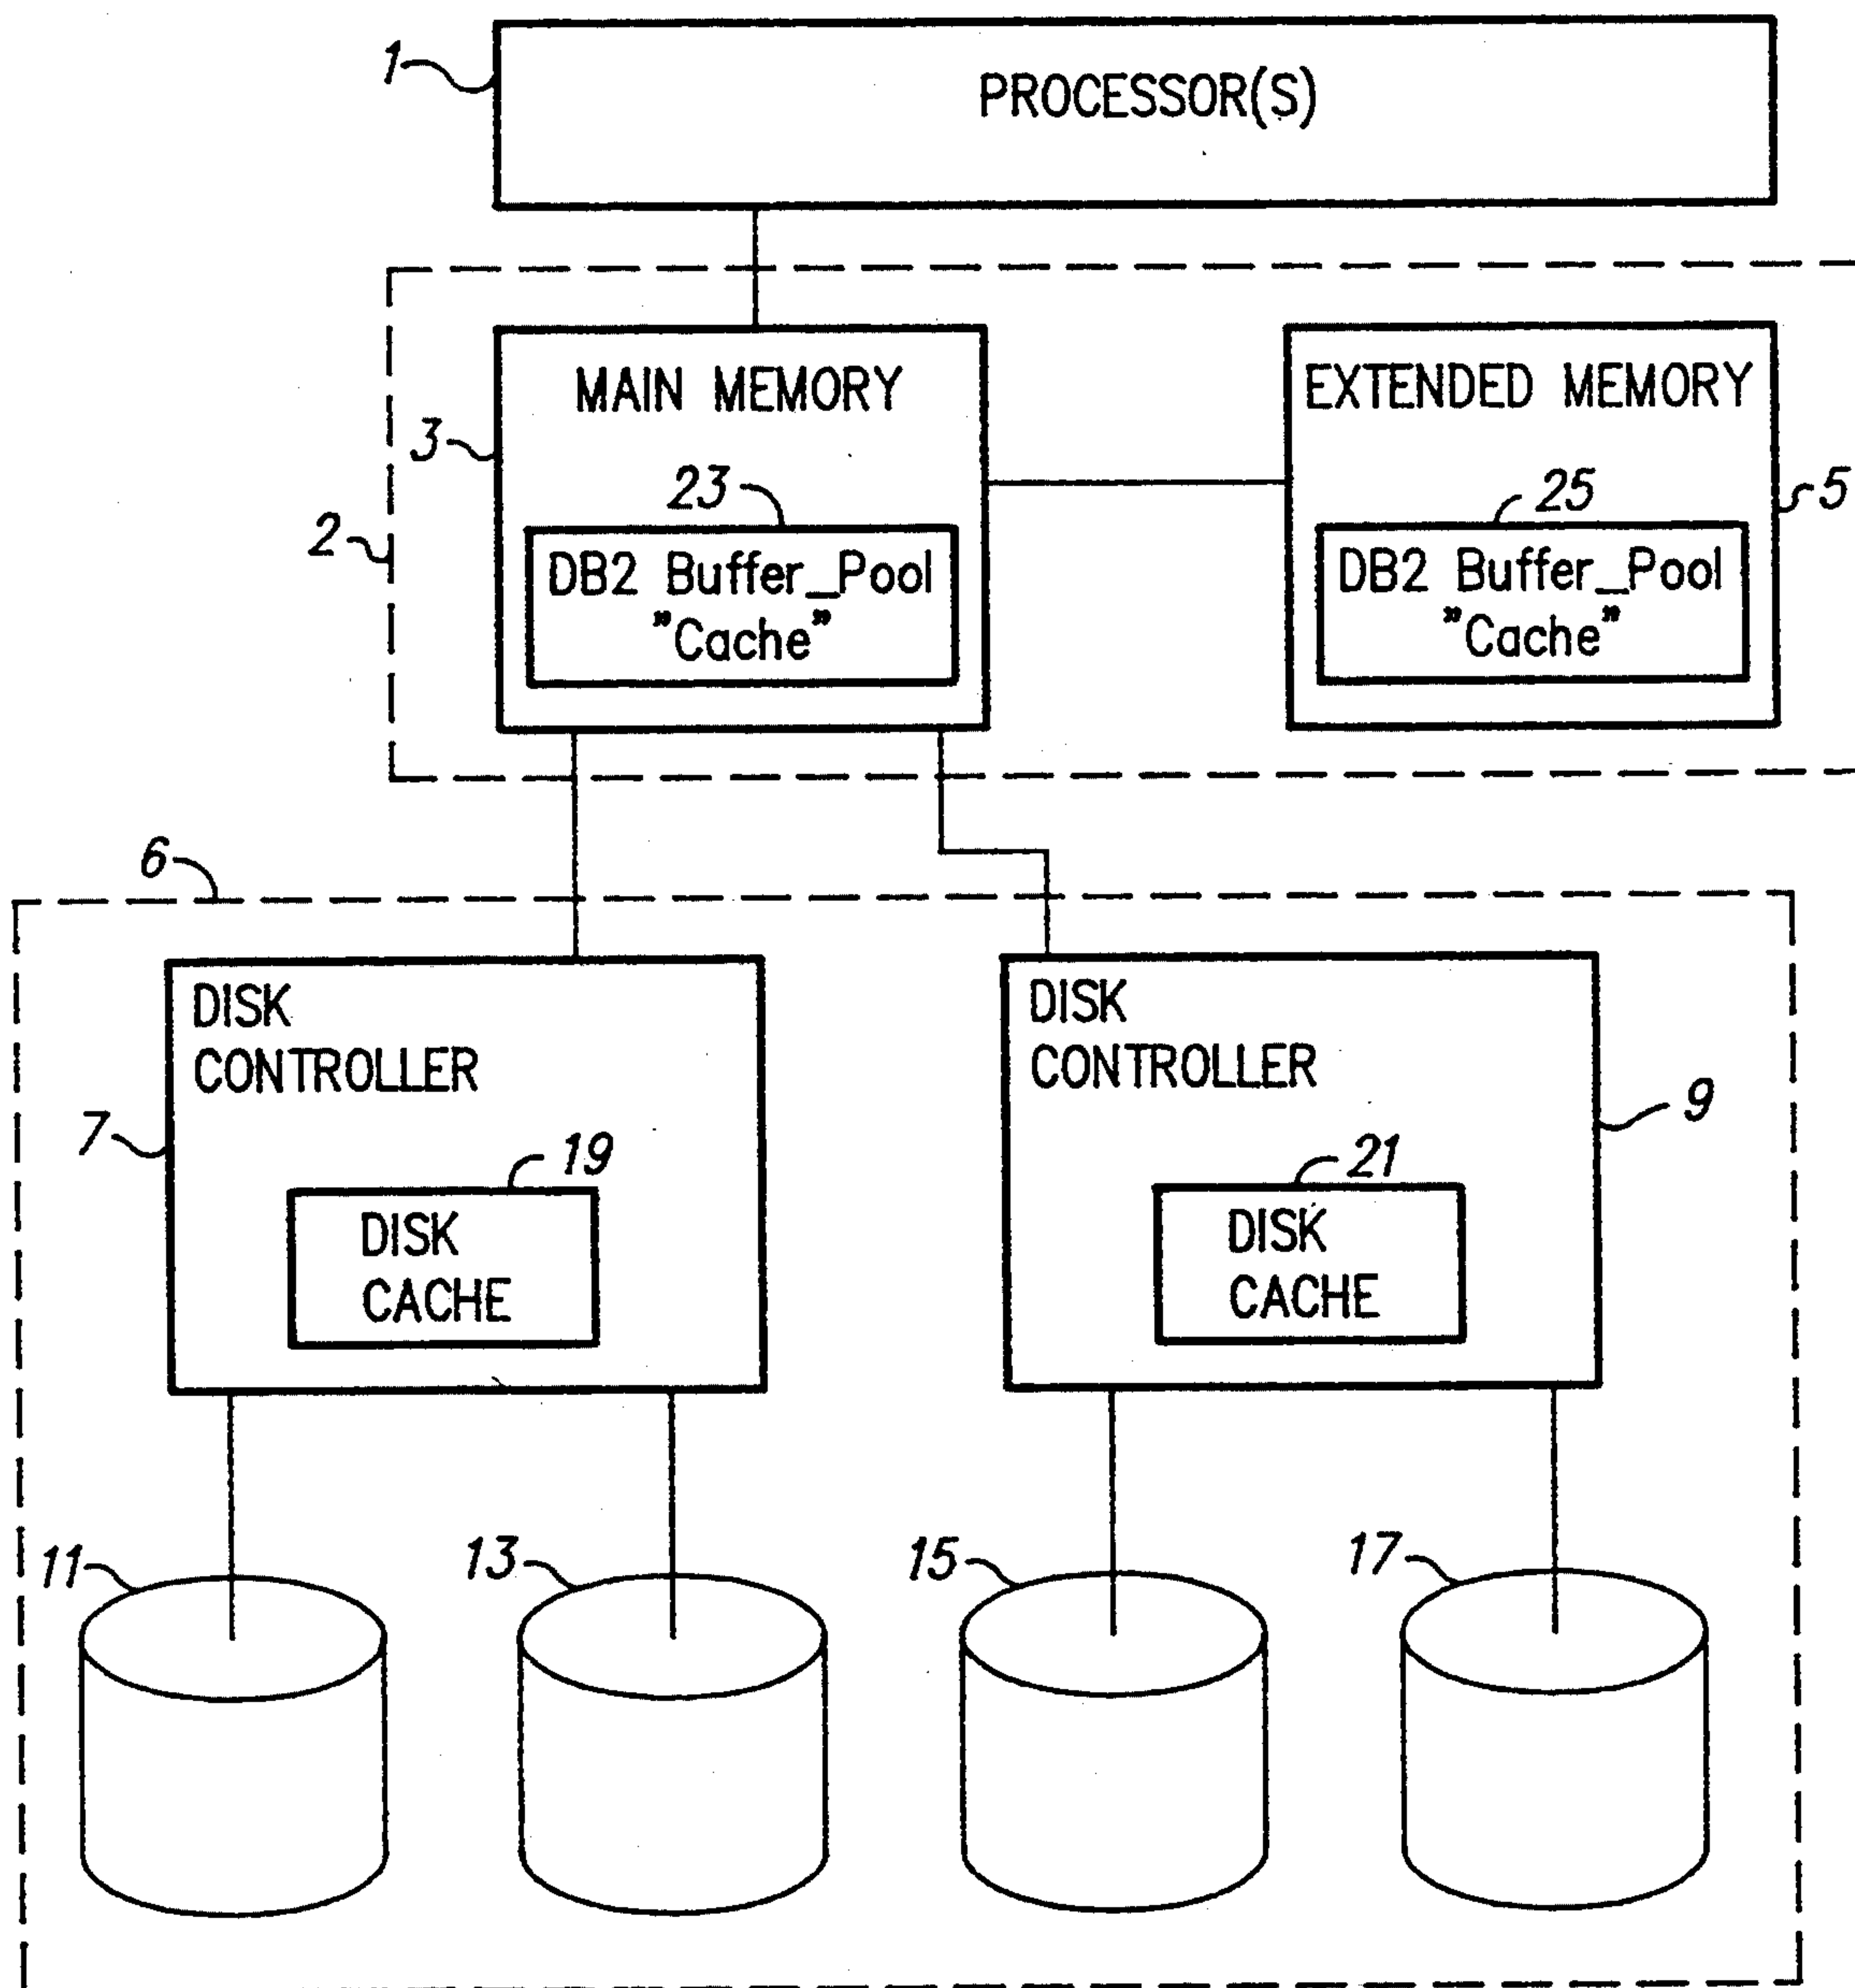 1
PROCESSOR(S)
MAIN MEMORY
EXTENDED MEMORY
3
23
25
5
2
DB2 Buffer_Pool
"Cache"
DB2 Buffer_Pool
"Cache"
6
DISK
CONTROLLER
DISK
CONTROLLER
7
9
19
21
DISK
CACHE
DISK
CACHE
11
13
15
17